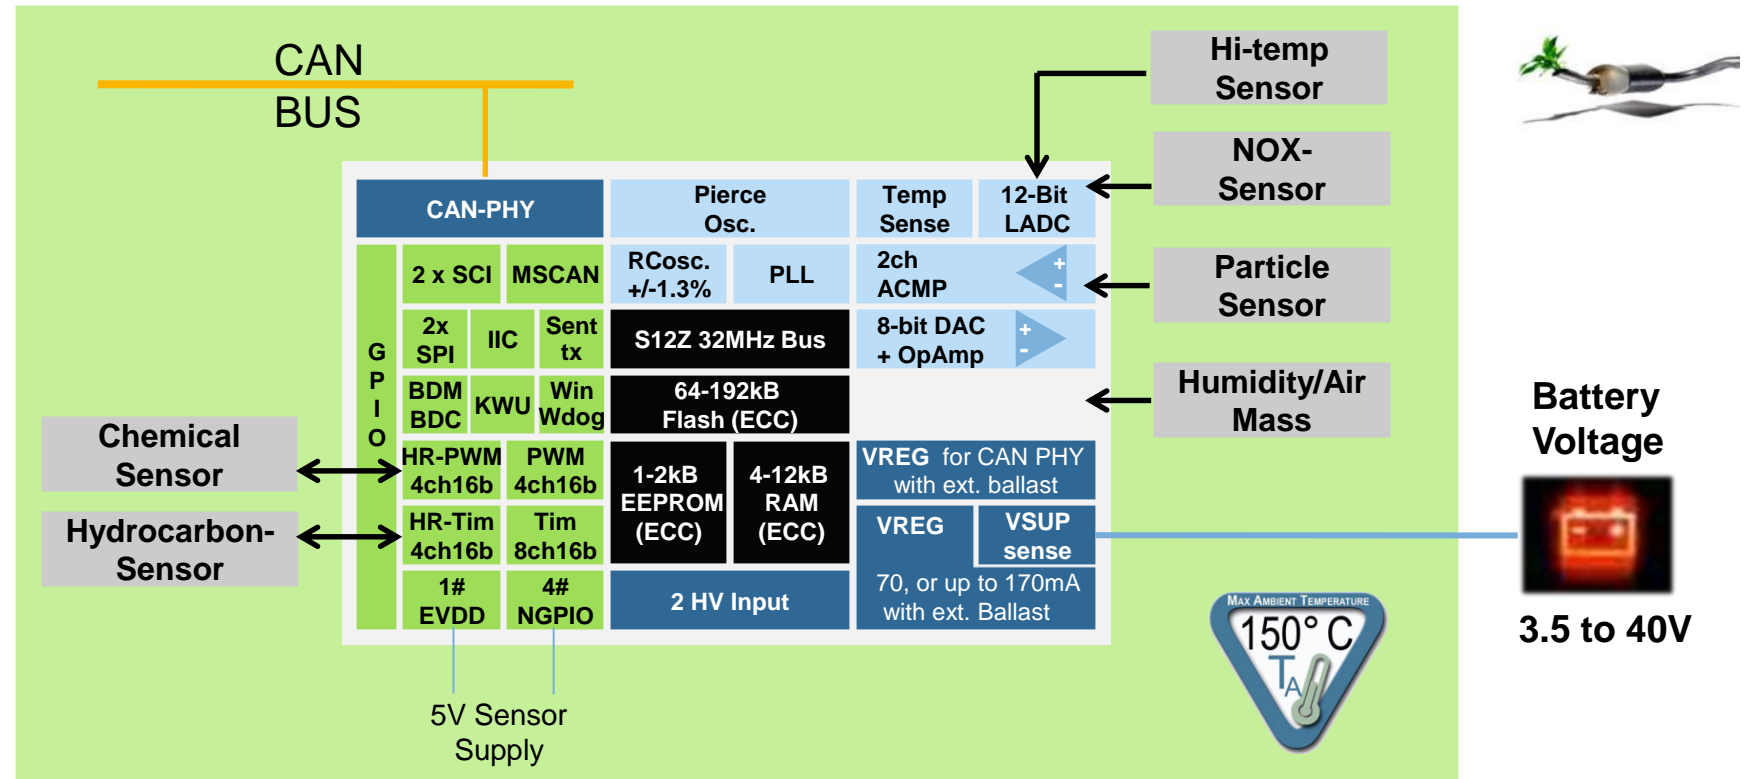 CAN
BUS
Hi-temp
Sensor
NOX-
Sensor
CAN-PHY
Pierce
Osc.
Temp
Sense
12-Bit
LADC
2 x SCI
MSCAN
RCosc.
+/-1.3%
PLL
2ch
ACMP
+
-
Particle
Sensor
G
P
I
O
2x
SPI
IIC
Sent
tx
S12Z 32MHz Bus
8-bit DAC
+ OpAmp
+
-
BDM
BDC
KWU
Win
Wdog
64-192kB
Flash (ECC)
Humidity/Air
Mass
Battery
Voltage
Chemical
Sensor
HR-PWM
4ch16b
PWM
4ch16b
1-2kB
EEPROM
(ECC)
4-12kB
RAM
(ECC)
VREG for CAN PHY
with ext. ballast
Hydrocarbon-
Sensor
HR-Tim
4ch16b
Tim
8ch16b
VREG
VSUP
sense
70, or up to 170mA
with ext. Ballast
1#
EVDD
4#
NGPIO
2 HV Input
MAX AMBIENT TEMPERATURE
150° C
TA
3.5 to 40V
5V Sensor
Supply